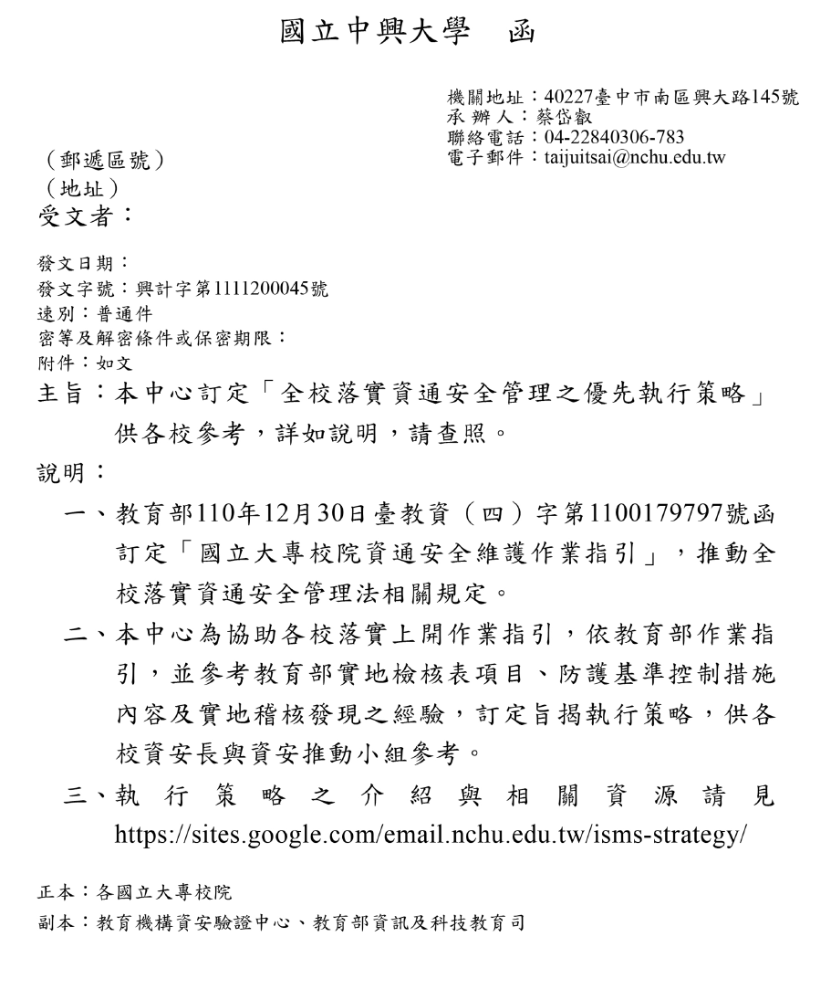 國立中興大學　函
機關地址：40227臺中市南區興大路145號
承 辦 人：蔡岱叡
聯絡電話：04-22840306-783
電子郵件：taijuitsai@nchu.edu.tw
（郵遞區號）
（地址）
受文者：
發文日期：
發文字號：興計字第1111200045號
速別：普通件
密等及解密條件或保密期限：
附件：如文
主旨：本中心訂定「全校落實資通安全管理之優先執行策略」
供各校參考，詳如說明，請查照。
說明：
一、教育部110年12月30日臺教資（四）字第1100179797號函
訂定「國立大專校院資通安全維護作業指引」，推動全
校落實資通安全管理法相關規定。
二、本中心為協助各校落實上開作業指引，依教育部作業指
引，並參考教育部實地檢核表項目、防護基準控制措施
內容及實地稽核發現之經驗，訂定旨揭執行策略，供各
校資安長與資安推動小組參考。
三、執行策略之介紹與相關資源請見
https://sites.google.com/email.nchu.edu.tw/isms-strategy/
正本：各國立大專校院
副本：教育機構資安驗證中心、教育部資訊及科技教育司